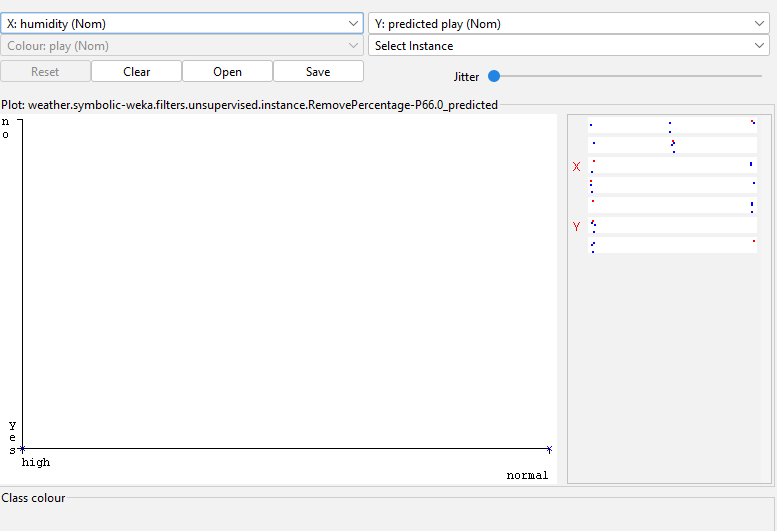 X: humidity (Nom)
Y: predicted play (Nom)
Colour: play (Nom)
Select Instance
Reset
Clear
Open
Save
Jitter
Plot: weather.symbolic-weka.filters.unsupervised.instance.RemovePercentage-P66.0_predicted
no
yes
high
normal
X
Y
Class colour